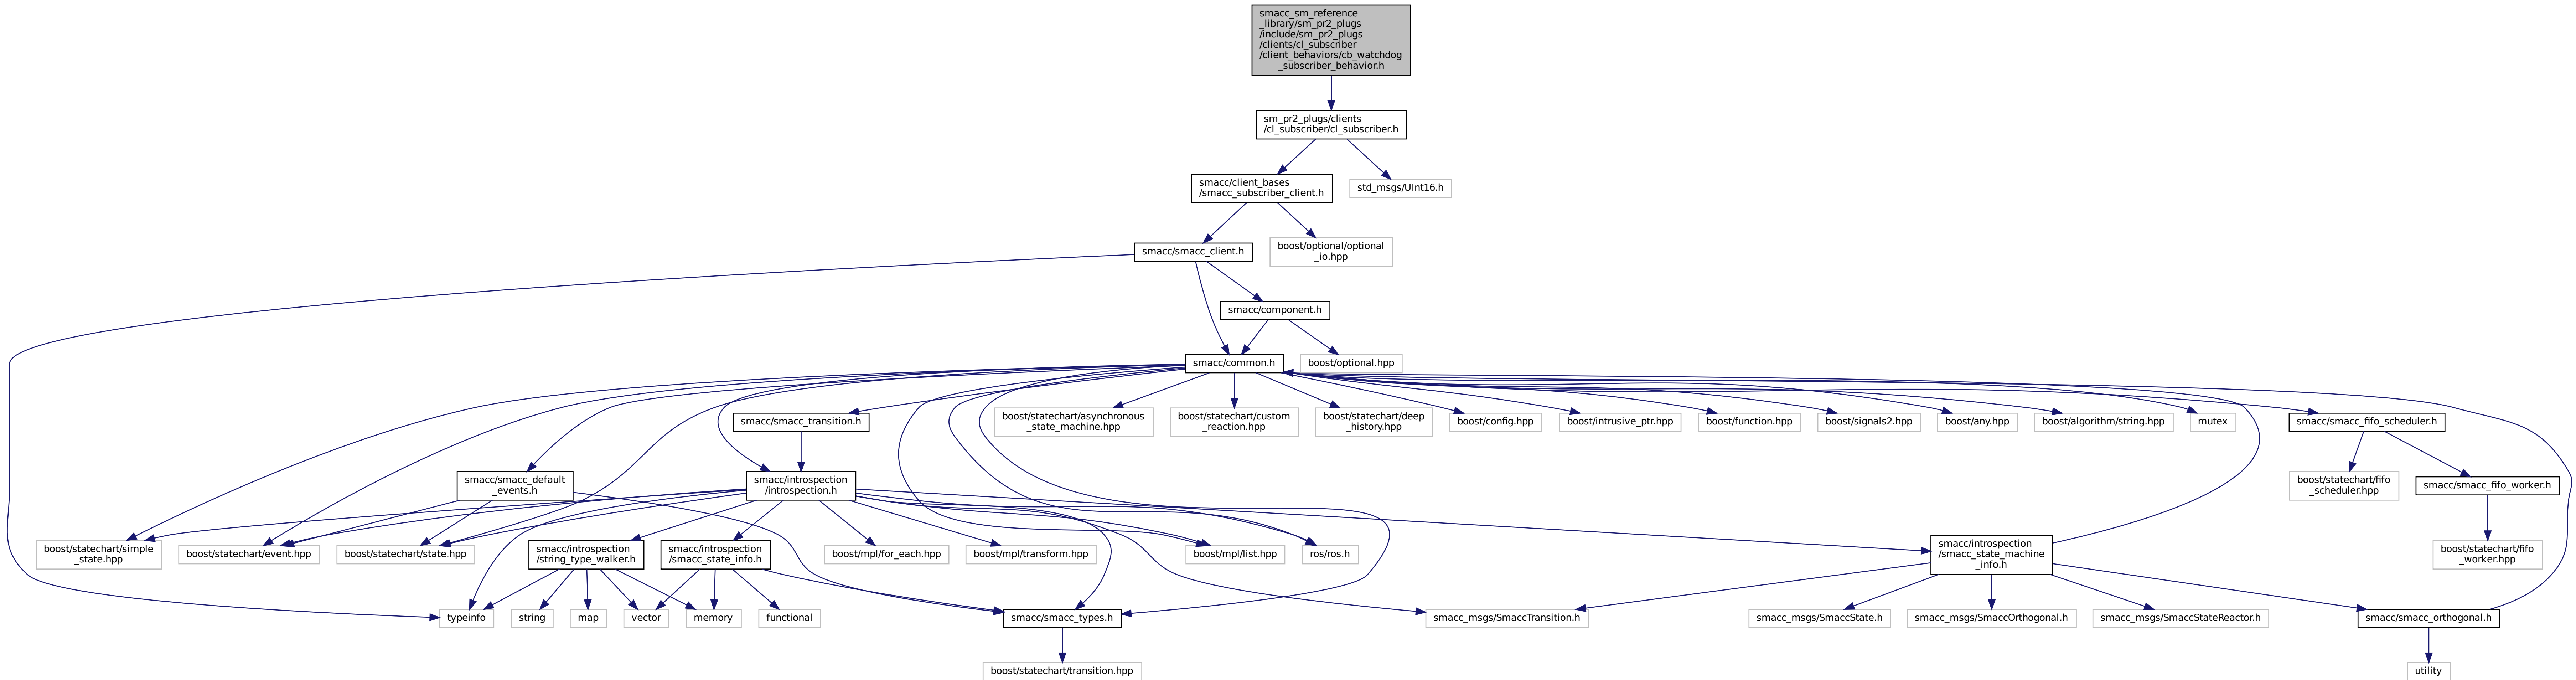 smacc_sm_reference
_library/sm_pr2_plugs
/include/sm_pr2_plugs
/clients/cl_subscriber
/client_behaviors/cb_watchdog
_subscriber_behavior.h
sm_pr2_plugs/clients
/cl_subscriber/cl_subscriber.h
smacc/client_bases
/smacc_subscriber_client.h
std_msgs/UInt16.h
smacc/smacc_client.h
boost/optional/optional
_io.hpp
smacc/component.h
smacc/common.h
boost/optional.hpp
smacc/smacc_transition.h
boost/statechart/asynchronous
_state_machine.hpp
boost/statechart/custom
_reaction.hpp
boost/statechart/deep
_history.hpp
boost/config.hpp
boost/intrusive_ptr.hpp
boost/function.hpp
boost/signals2.hpp
boost/any.hpp
boost/algorithm/string.hpp
mutex
smacc/smacc_fifo_scheduler.h
smacc/smacc_default
_events.h
smacc/introspection
/introspection.h
boost/statechart/fifo
_scheduler.hpp
smacc/smacc_fifo_worker.h
boost/statechart/simple
_state.hpp
boost/statechart/event.hpp
boost/statechart/state.hpp
smacc/introspection
/string_type_walker.h
smacc/introspection
/smacc_state_info.h
boost/mpl/for_each.hpp
boost/mpl/transform.hpp
boost/mpl/list.hpp
ros/ros.h
smacc/introspection
/smacc_state_machine
_info.h
boost/statechart/fifo
_worker.hpp
typeinfo
string
map
vector
memory
functional
smacc/smacc_types.h
smacc_msgs/SmaccTransition.h
smacc_msgs/SmaccState.h
smacc_msgs/SmaccOrthogonal.h
smacc_msgs/SmaccStateReactor.h
smacc/smacc_orthogonal.h
boost/statechart/transition.hpp
utility